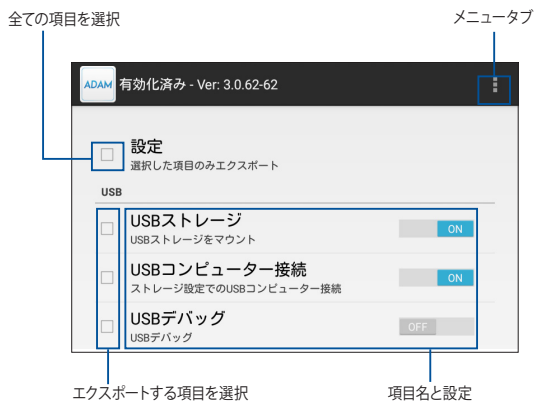 全ての項目を選択
メニュータブ
ADAM 有効化済み - Ver: 3.0.62-62
設定
選択した項目のみエクスポート
USB
USBストレージ
USBストレージをマウント
ON
USBコンピューター接続
ストレージ設定でのUSBコンピューター接続
ON
USBデバッグ
USBデバッグ
OFF
エクスポートする項目を選択
項目名と設定